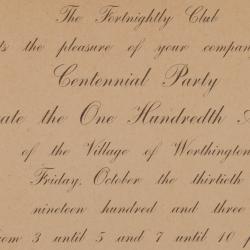 The Fortnightly Club
ts the pleasure of your compan
Centennial Party
ate the One Hundredth A
of the Village of Worthington
Friday, October the thirtieth
nineteen hundred and three
rom 3 until 5 and 7 until 10